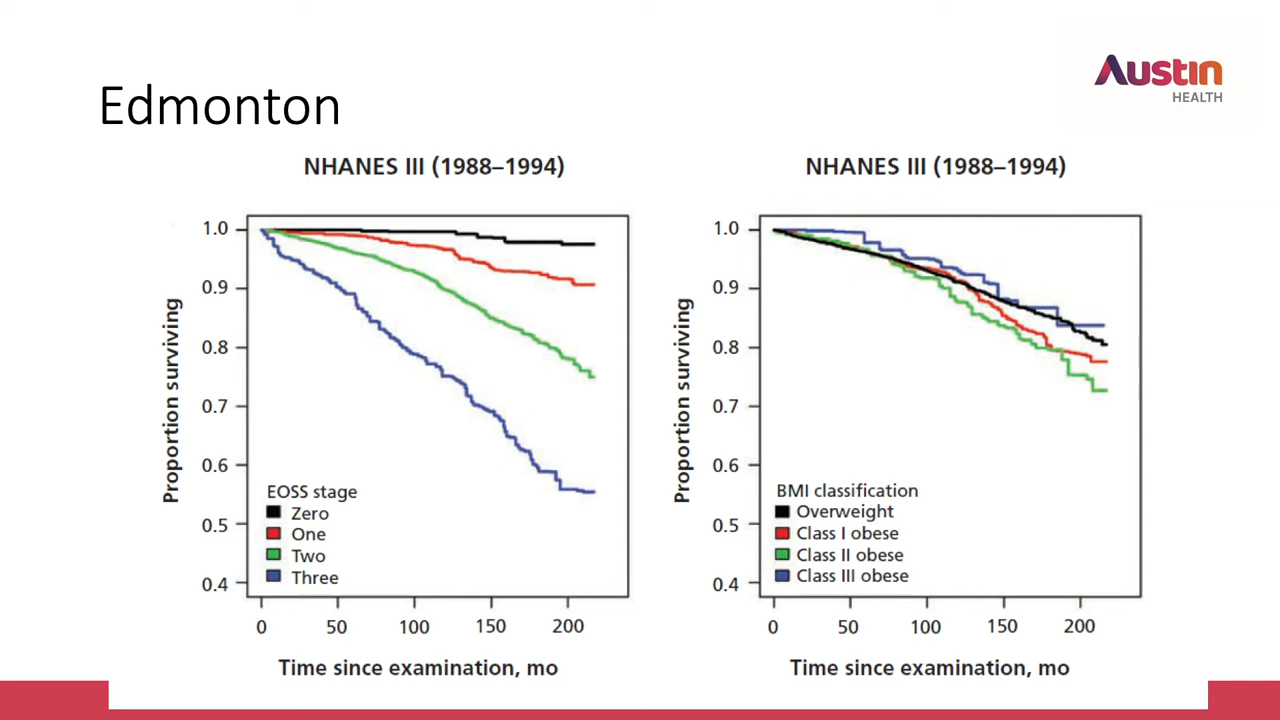 Austin
HEALTH
Edmonton
NHANES III (1988–1994)
Proportion surviving
1.0
0.9
0.8
0.7
0.6
0.5
0.4
EOSS stage
Zero
One
Two
Three
0 50 100 150 200
Time since examination, mo
NHANES III (1988–1994)
Proportion surviving
1.0
0.9
0.8
0.7
0.6
0.5
0.4
BMI classification
Overweight
Class I obese
Class II obese
Class III obese
0 50 100 150 200
Time since examination, mo